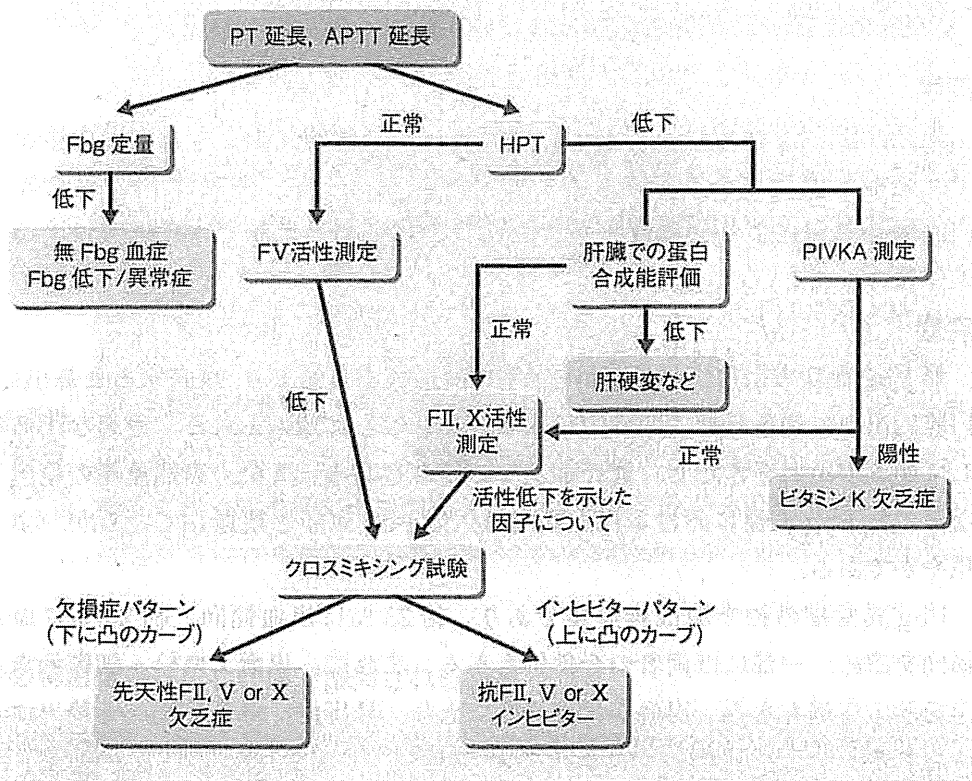 PT 延長, APTT 延長
正常
低下
Fbg 定量
HPT
低下
無 Fbg 血症
Fbg 低下/異常症
FV活性測定
肝臓での蛋白
合成能評価
PIVKA 測定
正常
低下
低下
肝硬変など
FⅡ, Ⅹ活性
測定
正常
陽性
活性低下を示した
因子について
ビタミン K 欠乏症
クロスミキシング試験
欠損症パターン
(下に凸のカーブ)
インヒビターパターン
(上に凸のカーブ)
先天性FⅡ, Ⅴ or Ⅹ
欠乏症
抗FⅡ, Ⅴ or Ⅹ
インヒビター